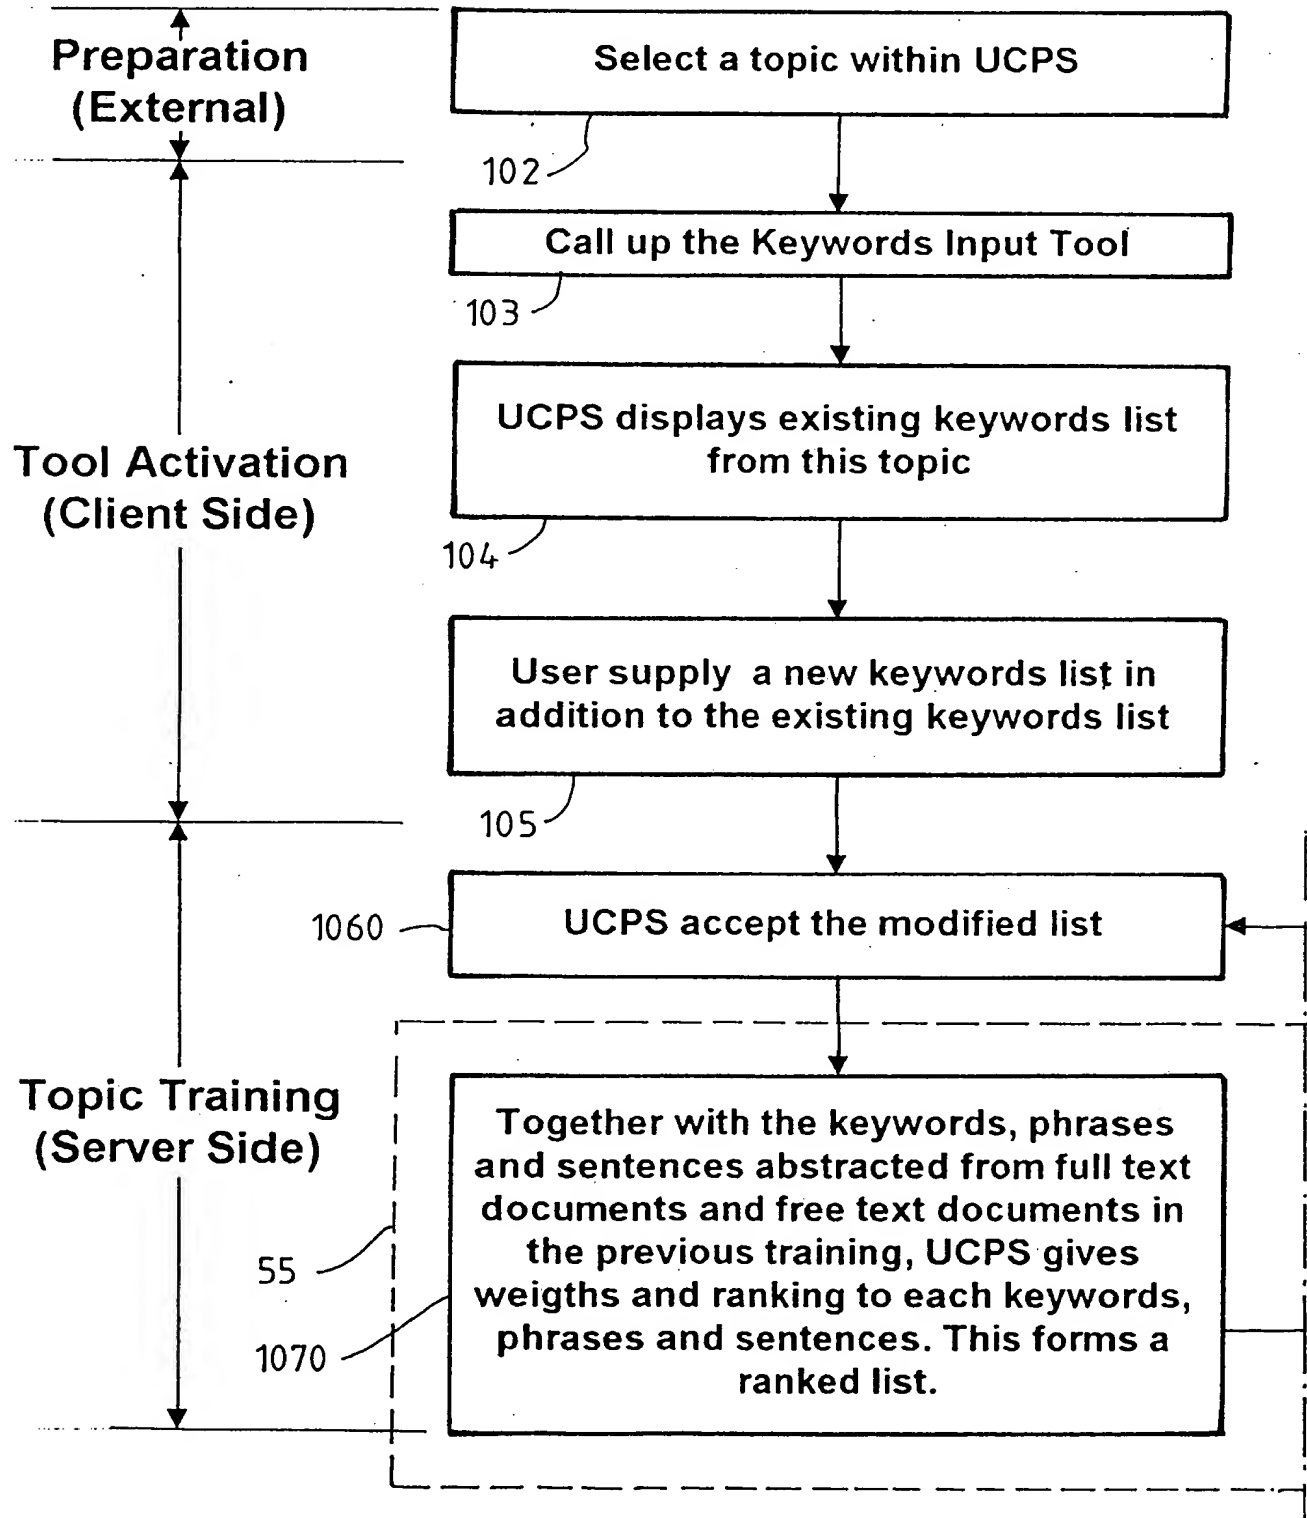 Preparation
(External)
Select a topic within UCPS
102
Call up the Keywords Input Tool
103
UCPS displays existing keywords list
from this topic
104
Tool Activation
(Client Side)
User supply a new keywords list in
addition to the existing keywords list
105
UCPS accept the modified list
1060
Topic Training
(Server Side)
Together with the keywords, phrases
and sentences abstracted from full text
documents and free text documents in
the previous training, UCPS gives
weigths and ranking to each keywords,
phrases and sentences. This forms a
ranked list.
55
1070